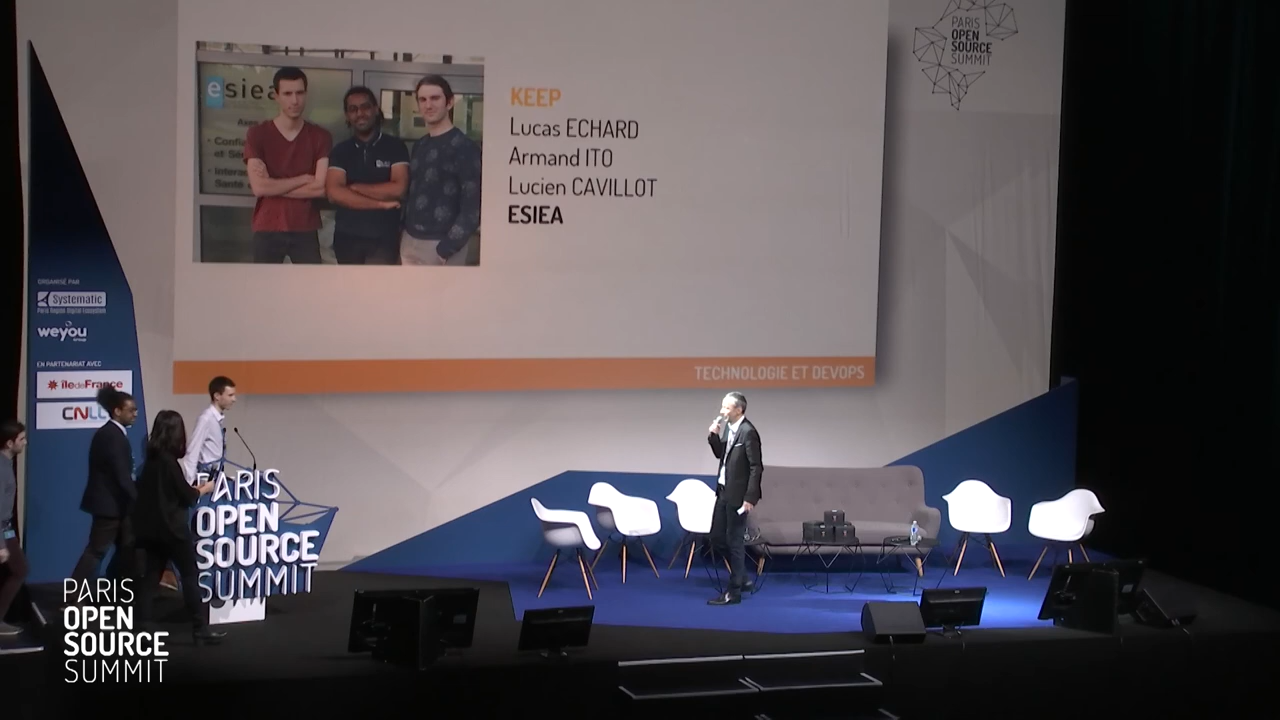 PARIS
OPEN
SOURCE
SUMMIT
esiea
KEEP
Lucas ECHARD
Armand ITO
Lucien CAVILLOT
ESIEA
TECHNOLOGIE ET DEVOPS
ORGANISÉ PAR
Systematic
weyou
EN PARTENARIAT AVEC
îledeFrance
CNLL
PARIS
OPEN
SOURCE
SUMMIT
PARIS
OPEN
SOURCE
SUMMIT